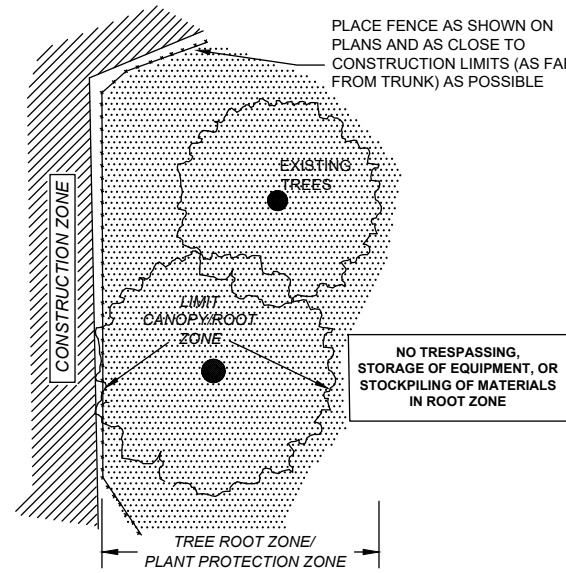 PLACE FENCE AS SHOWN ON
PLANS AND AS CLOSE TO
CONSTRUCTION LIMITS (AS FAR
FROM TRUNK) AS POSSIBLE
EXISTING
TREES
CONSTRUCTION ZONE
LIMIT
CANOPY/ROOT
ZONE
NO TRESPASSING,
STORAGE OF EQUIPMENT, OR
STOCKPILING OF MATERIALS
IN ROOT ZONE
TREE ROOT ZONE/
PLANT PROTECTION ZONE